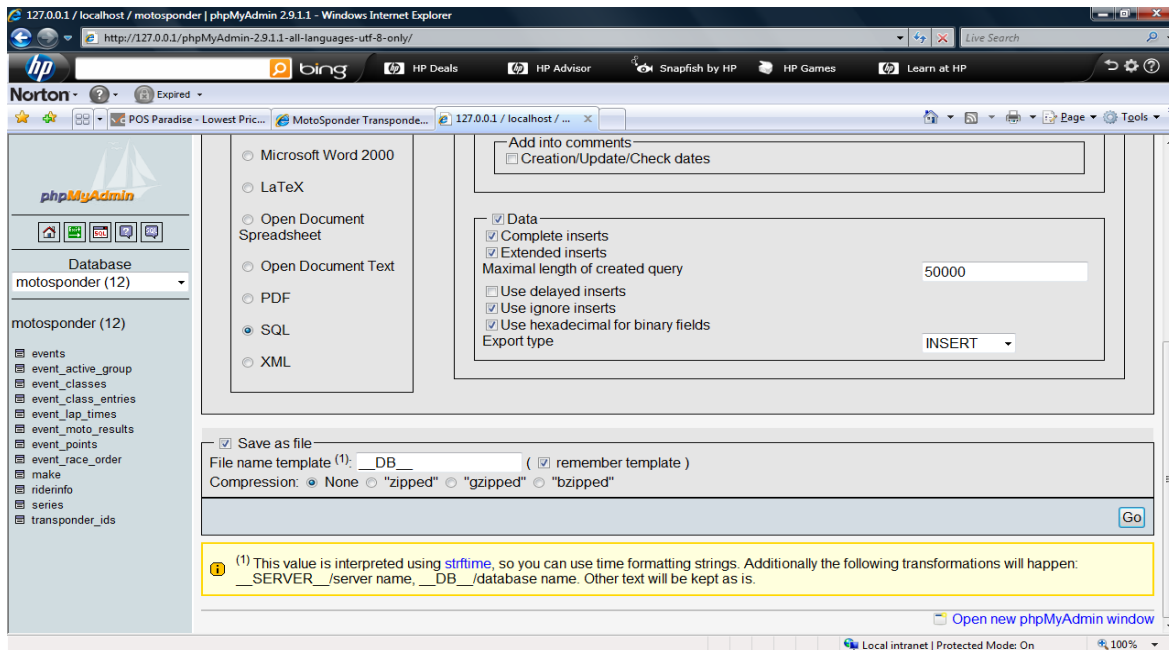 127.0.0.1 / localhost / motosponder | phpMyAdmin 2.9.1.1 - Windows Internet Explorer
http://127.0.0.1/phpMyAdmin-2.9.1.1-all-languages-utf-8-only/
Live Search
hp bing HP Deals HP Advisor Snapfish by HP HP Games Learn at HP
Norton Expired
POS Paradise - Lowest Pric... MotoSponder Transponde... 127.0.0.1 / localhost / ... X Page Tools
phpMyAdmin
Database
motosponder (12)
motosponder (12)
events
event_active_group
event_classes
event_class_entries
event_lap_times
event_moto_results
event_points
event_race_order
make
riderinfo
series
transponder_ids
Microsoft Word 2000
LaTeX
Open Document
Spreadsheet
Open Document Text
PDF
SQL
XML
Add into comments
Creation/Update/Check dates
Data
Complete inserts
Extended inserts
Maximal length of created query 50000
Use delayed inserts
Use ignore inserts
Use hexadecimal for binary fields
Export type INSERT
Save as file
File name template (1): __DB__ ( remember template )
Compression: None "zipped" "gzipped" "bzipped"
Go
(1) This value is interpreted using strftime, so you can use time formatting strings. Additionally the following transformations will happen:
__SERVER__/server name, __DB__/database name. Other text will be kept as is.
Open new phpMyAdmin window
Local intranet | Protected Mode: On 100%